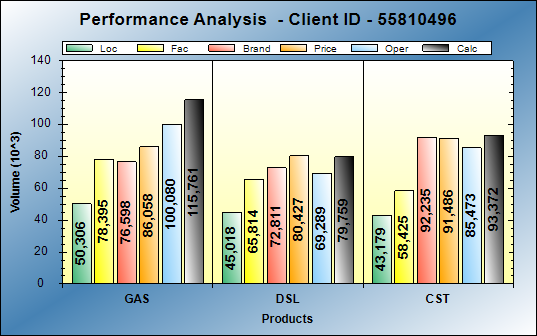 Performance Analysis - Client ID - 55810496
Loc Fac Brand Price Oper Calc
Volume (10^3)
140
120
100
80
60
40
20
0
50,306 78,395 76,598 86,058 100,080 115,761
45,018 65,814 72,811 80,427 69,289 79,759
43,179 58,425 92,235 91,486 85,473 93,372
GAS DSL CST
Products